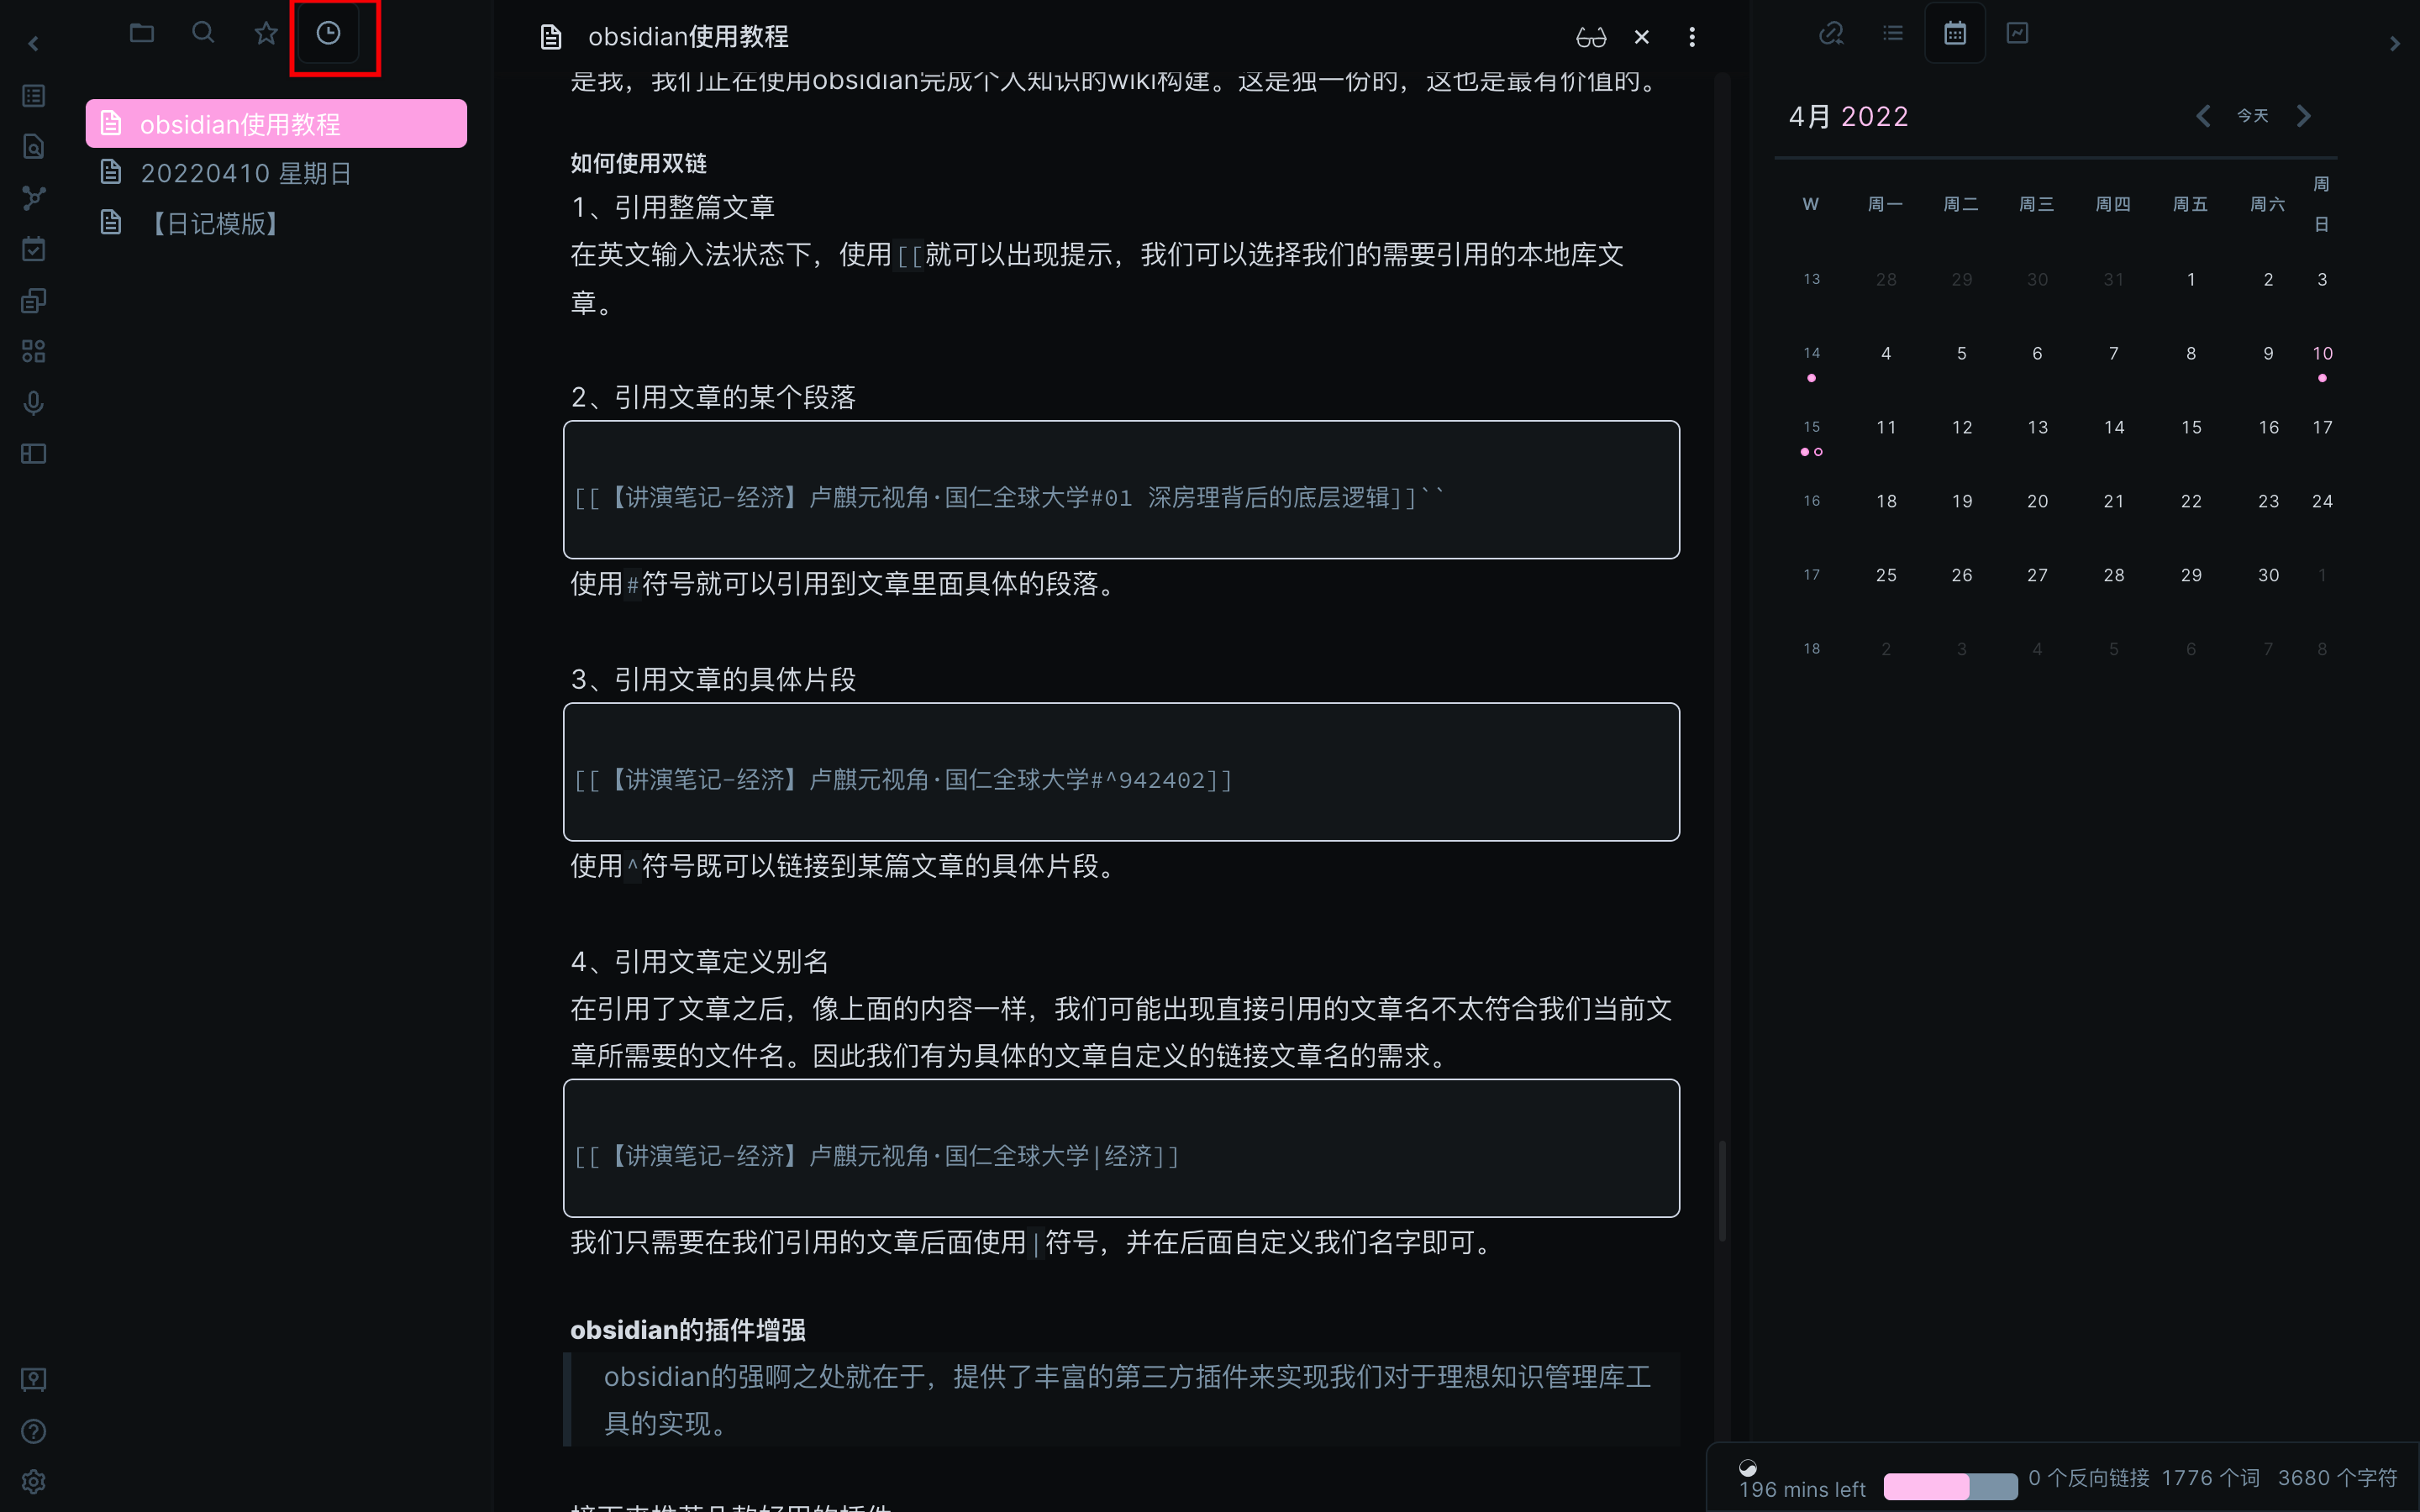 obsidian使用教程
20220410 星期日
【日记模版】
obsidian使用教程
是我，我们正在使用obsidian完成个人知识的wiki构建。这是独一份的，这也是最有价值的。
如何使用双链
1、引用整篇文章
在英文输入法状态下，使用[[就可以出现提示，我们可以选择我们的需要引用的本地库文
章。
2、引用文章的某个段落
[[【讲演笔记-经济】卢麒元视角·国仁全球大学#01 深房理背后的底层逻辑]]``
使用#符号就可以引用到文章里面具体的段落。
3、引用文章的具体片段
[[【讲演笔记-经济】卢麒元视角·国仁全球大学#^942402]]
使用^符号既可以链接到某篇文章的具体片段。
4、引用文章定义别名
在引用了文章之后，像上面的内容一样，我们可能出现直接引用的文章名不太符合我们当前文
章所需要的文件名。因此我们有为具体的文章自定义的链接文章名的需求。
[[【讲演笔记-经济】卢麒元视角·国仁全球大学|经济]]
我们只需要在我们引用的文章后面使用|符号，并在后面自定义我们名字即可。
obsidian的插件增强
obsidian的强啊之处就在于，提供了丰富的第三方插件来实现我们对于理想知识管理库工
具的实现。
4月 2022 今天
W 周一 周二 周三 周四 周五 周六 周日
13 28 29 30 31 1 2 3
14 4 5 6 7 8 9 10
15 11 12 13 14 15 16 17
16 18 19 20 21 22 23 24
17 25 26 27 28 29 30 1
18 2 3 4 5 6 7 8
196 mins left 0 个反向链接 1776 个词 3680 个字符